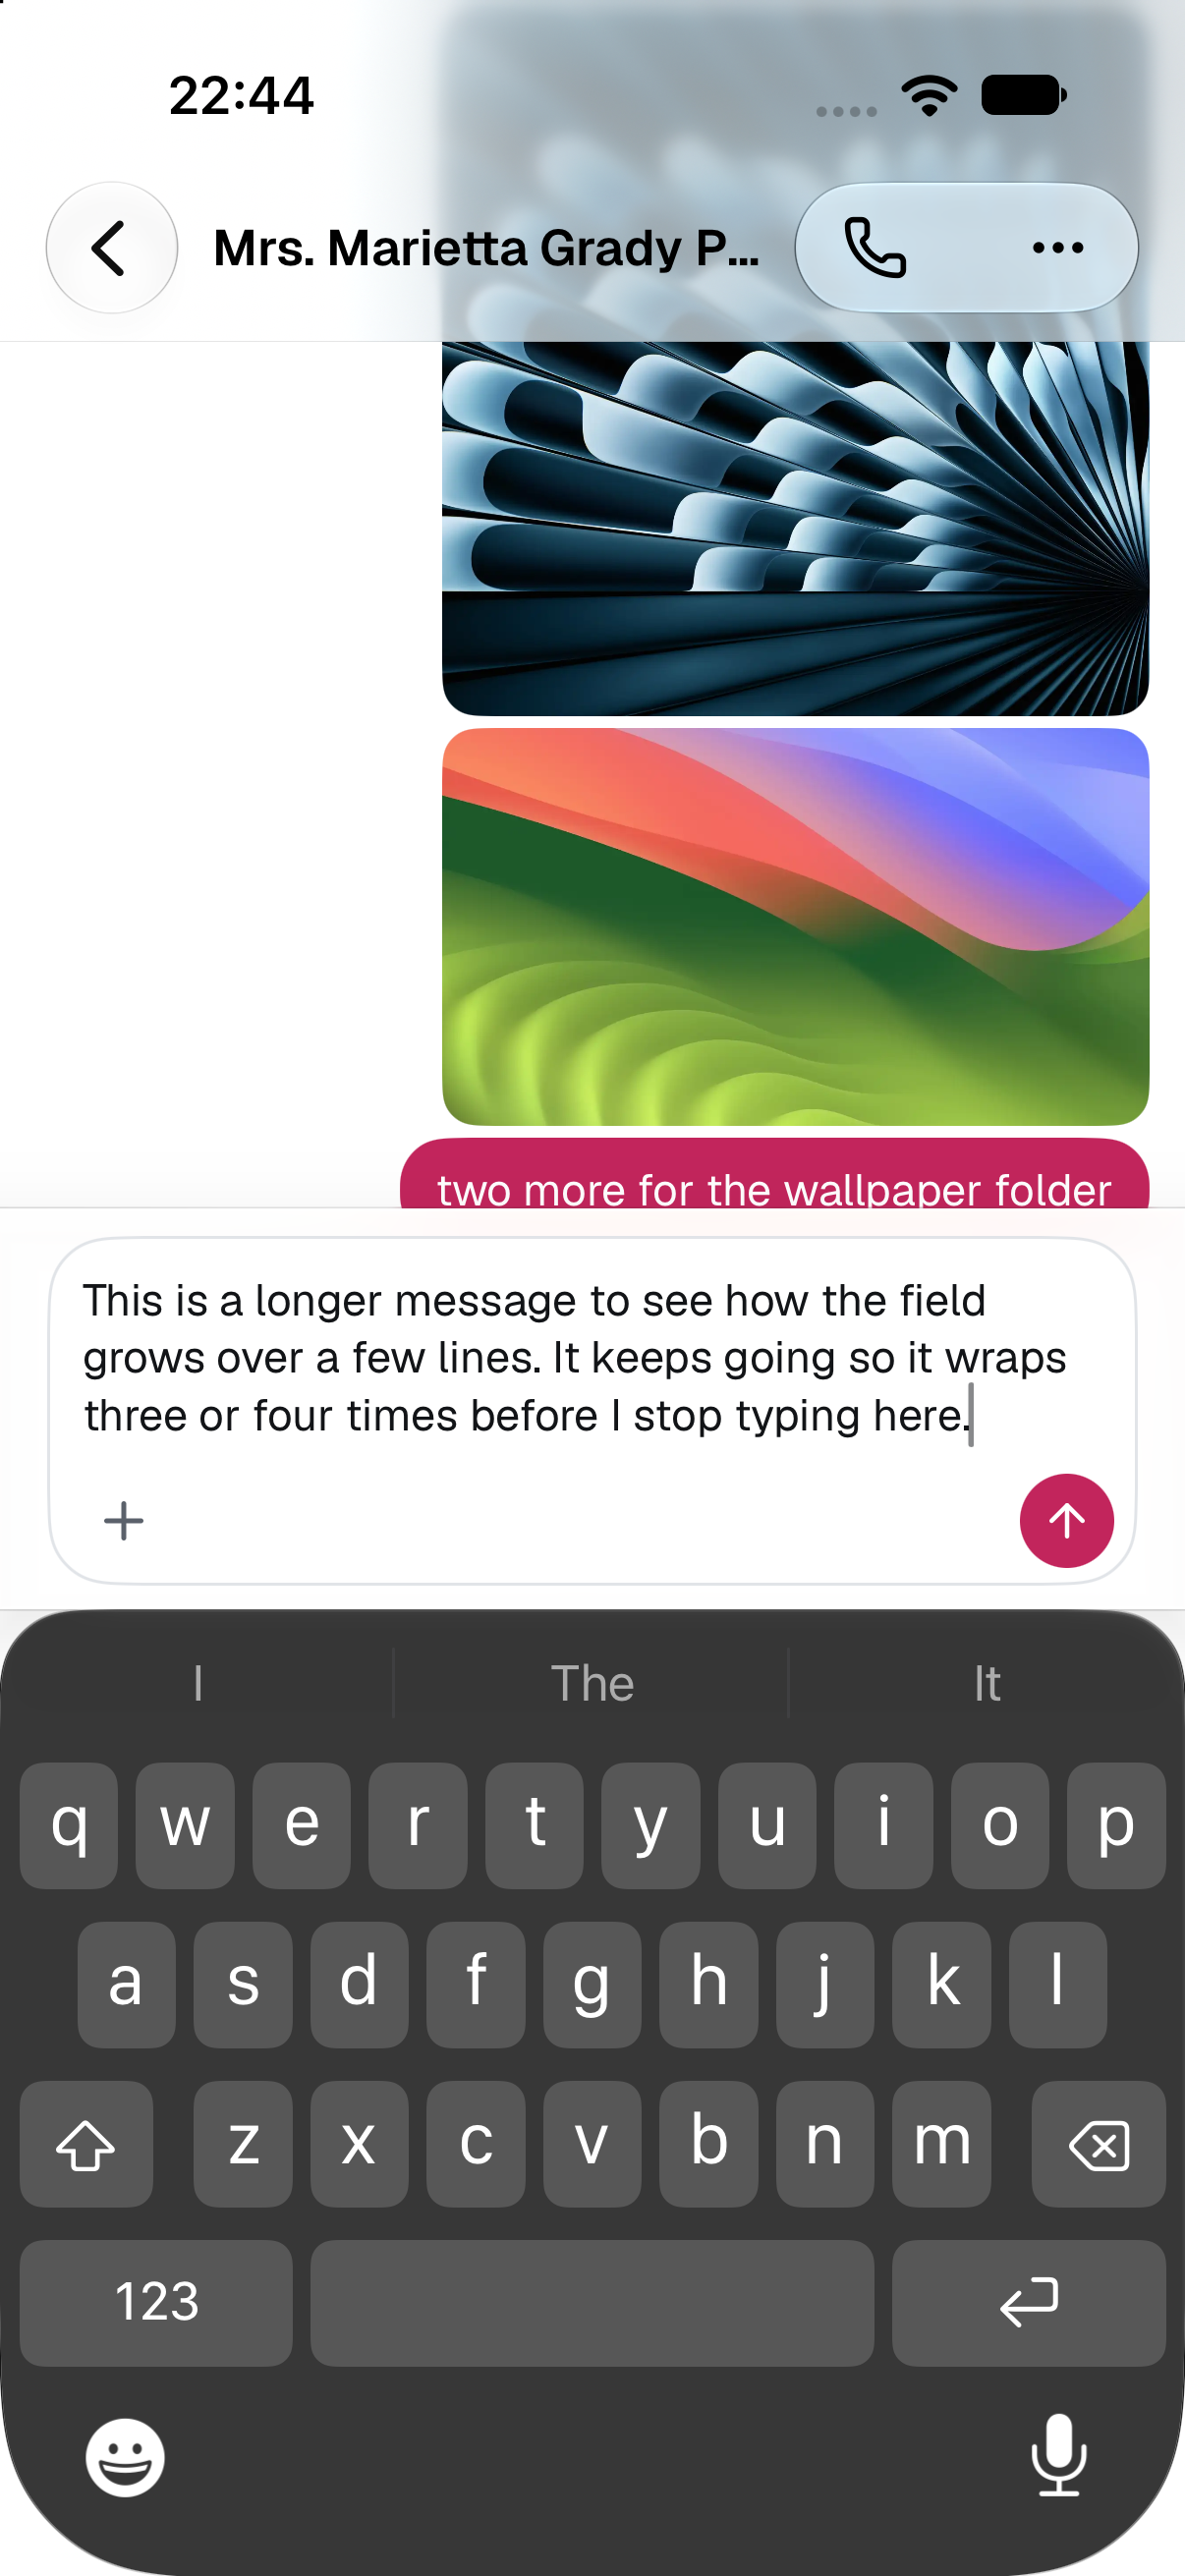 22:44
Mrs. Marietta Grady P...
two more for the wallpaper folder
This is a longer message to see how the field
grows over a few lines. It keeps going so it wraps
three or four times before I stop typing here.
I The It
q w e r t y u i o p
a s d f g h j k l
z x c v b n m
123